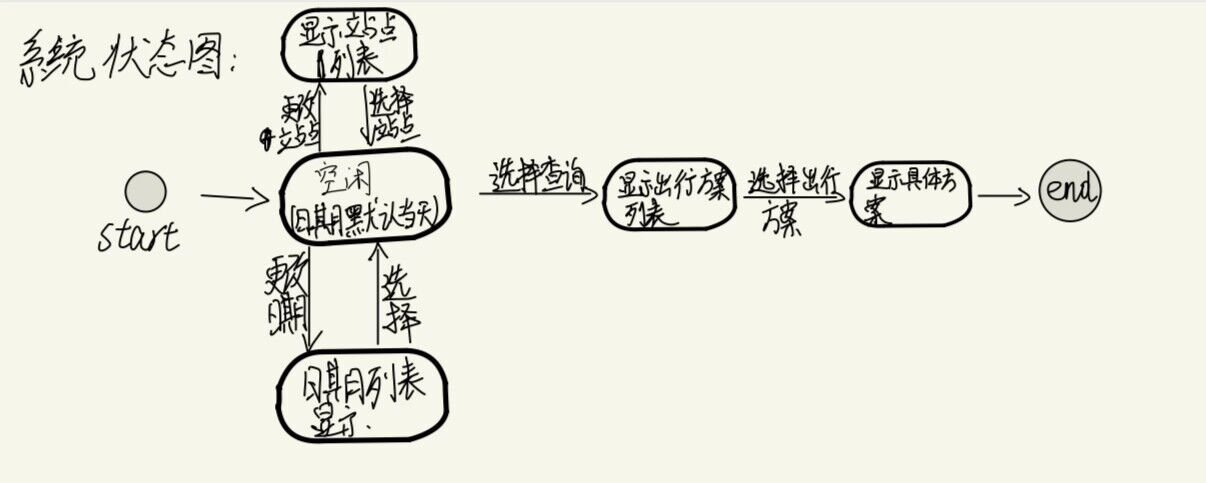 系统状态图:
显示站点
列表
更改
站点
选择
站点
start
空闲
(日期默认当天)
选择查询
显示出行方案
列表
选择出行
方案
显示具体方
案
end
更改
日期
选
择
日期列表
显示.